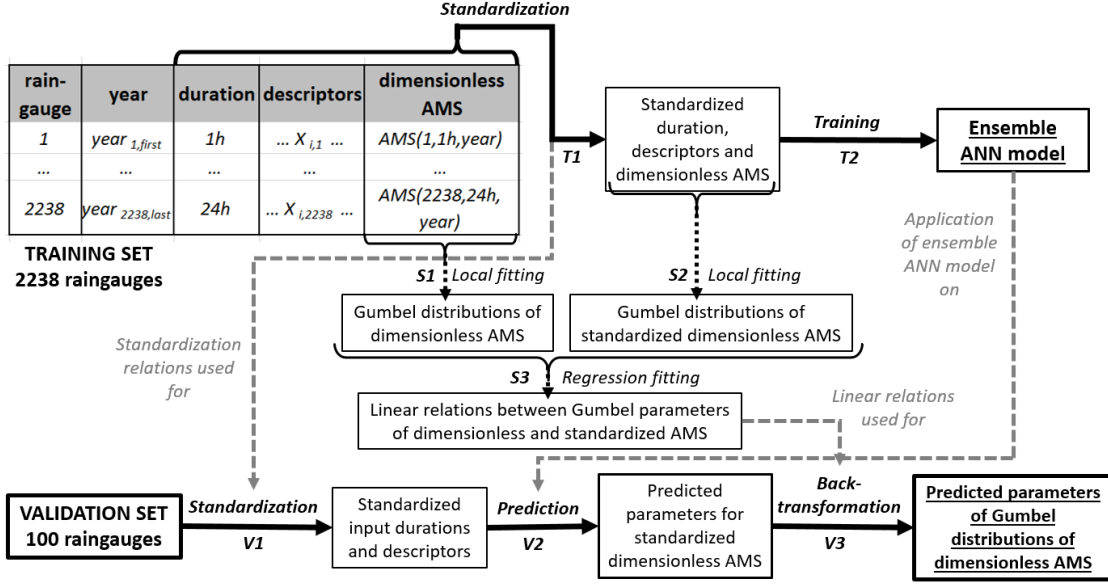 Standardization
rain-
gauge
year
duration
descriptors
dimensionless
AMS
1
year 1,first
1h
... X i,1 ...
AMS(1,1h,year)
...
...
...
...
...
2238
year 2238,last
24h
... X i,2238 ...
AMS(2238,24h,
year)
TRAINING SET
2238 raingauges
T1
Standardized
duration,
descriptors and
dimensionless AMS
Training
T2
Ensemble
ANN model
Application
of ensemble
ANN model
on
S1
Local fitting
S2
Local fitting
Gumbel distributions of
dimensionless AMS
Gumbel distributions of
standardized dimensionless AMS
Standardization
relations used
for
S3
Regression fitting
Linear relations between Gumbel parameters
of dimensionless and standardized AMS
Linear relations
used for
VALIDATION SET
100 raingauges
Standardization
V1
Standardized
input durations
and descriptors
Prediction
V2
Predicted
parameters for
standardized
dimensionless AMS
Back-
transformation
V3
Predicted parameters
of Gumbel
distributions of
dimensionless AMS